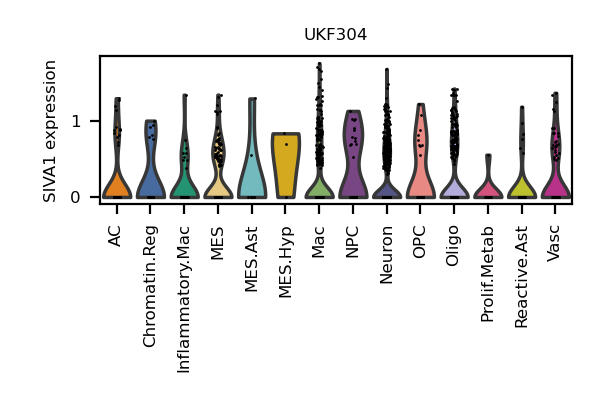 UKF304
SIVA1 expression
1
0
AC
Chromatin.Reg
Inflammatory.Mac
MES
MES.Ast
MES.Hyp
Mac
NPC
Neuron
OPC
Oligo
Prolif.Metab
Reactive.Ast
Vasc